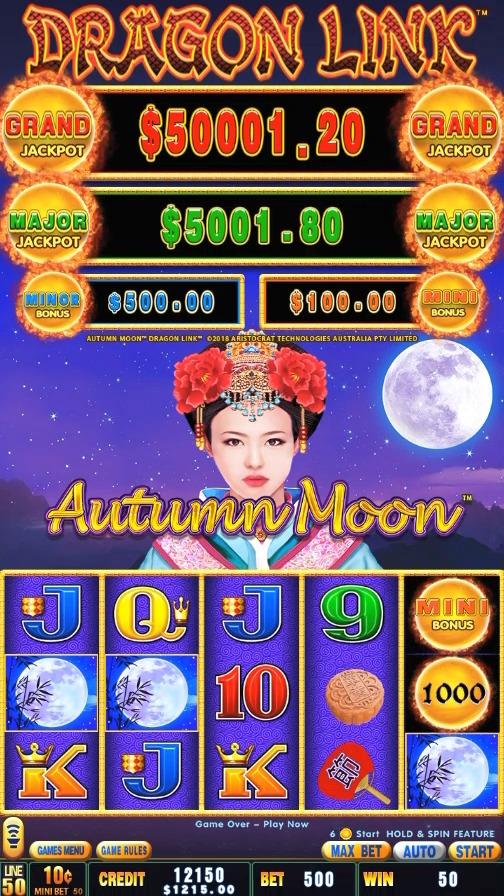 DRAGON LINK™
GRAND
JACKPOT
$50001.20
GRAND
JACKPOT
MAJOR
JACKPOT
$5001.80
MAJOR
JACKPOT
MINOR
BONUS
$500.00
$100.00
MINI
BONUS
AUTUMN MOON™ DRAGON LINK™ ©2018 ARISTOCRAT TECHNOLOGIES AUSTRALIA PTY LIMITED
Autumn Moon™
J
Q
J
9
MINI
BONUS
10
1000
K
J
K
Game Over – Play Now
6 Start HOLD & SPIN FEATURE
GAMES MENU
GAME RULES
MAX BET
AUTO
START
LINE
50
10¢
MINI BET 50
CREDIT
12150
$1215.00
BET
500
WIN
50